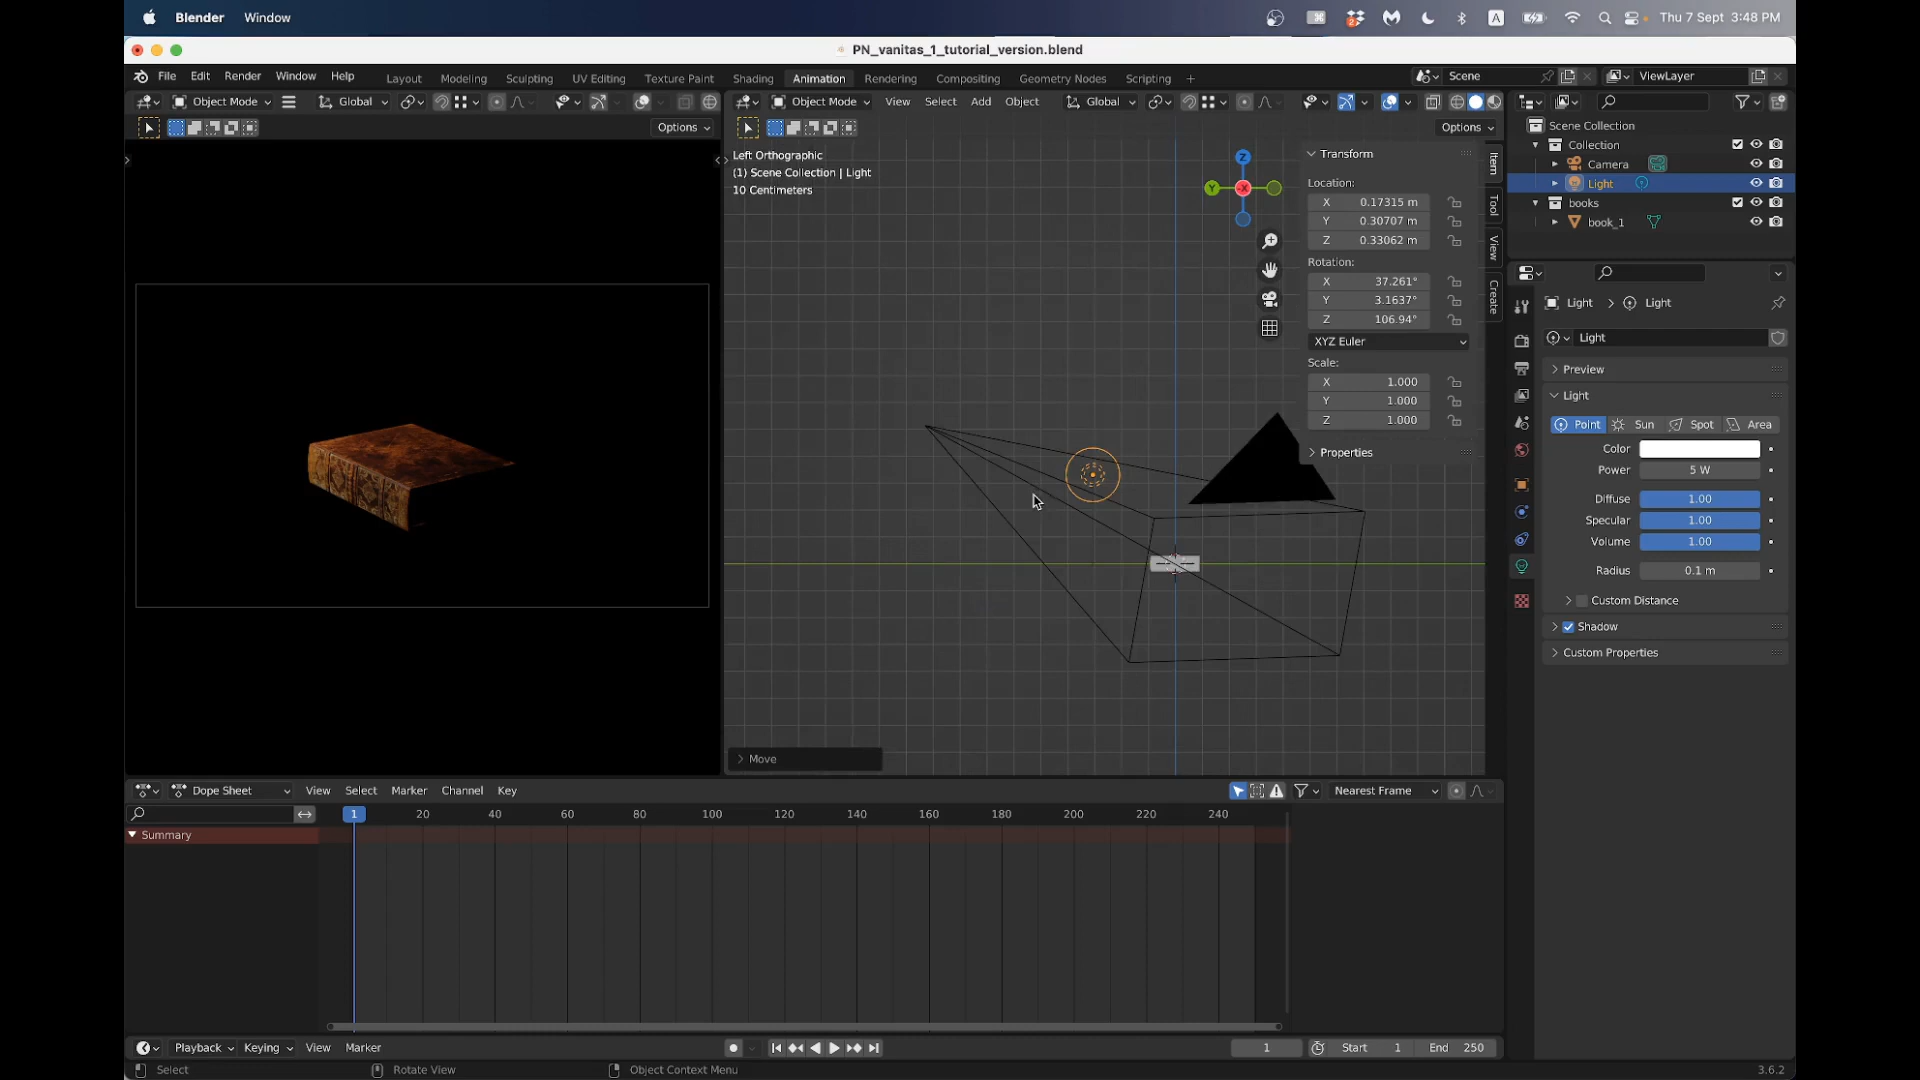 Blender Window
A
Thu 7 Sept 3:48 PM
PN_vanitas_1_tutorial_version.blend
File Edit Render Window Help
Layout Modeling Sculpting UV Editing Texture Paint Shading Animation Rendering Compositing Geometry Nodes Scripting +
Scene
ViewLayer
Object Mode
Global
Object Mode
View Select Add Object
Global
Options
Options
Left Orthographic
(1) Scene Collection | Light
10 Centimeters
Z
Y
-X
Transform
Location:
X 0.17315 m
Y 0.30707 m
Z 0.33062 m
Rotation:
X 37.261°
Y 3.1637°
Z 106.94°
XYZ Euler
Scale:
X 1.000
Y 1.000
Z 1.000
Properties
Item
Tool
View
Create
Move
Scene Collection
Collection
Camera
Light
books
book_1
Light > Light
Light
Preview
Light
Point Sun Spot Area
Color
Power 5 W
Diffuse 1.00
Specular 1.00
Volume 1.00
Radius 0.1 m
Custom Distance
Shadow
Custom Properties
Dope Sheet View Select Marker Channel Key
Nearest Frame
1 20 40 60 80 100 120 140 160 180 200 220 240
Summary
Playback Keying View Marker
1
Start 1
End 250
Select
Rotate View
Object Context Menu
3.6.2